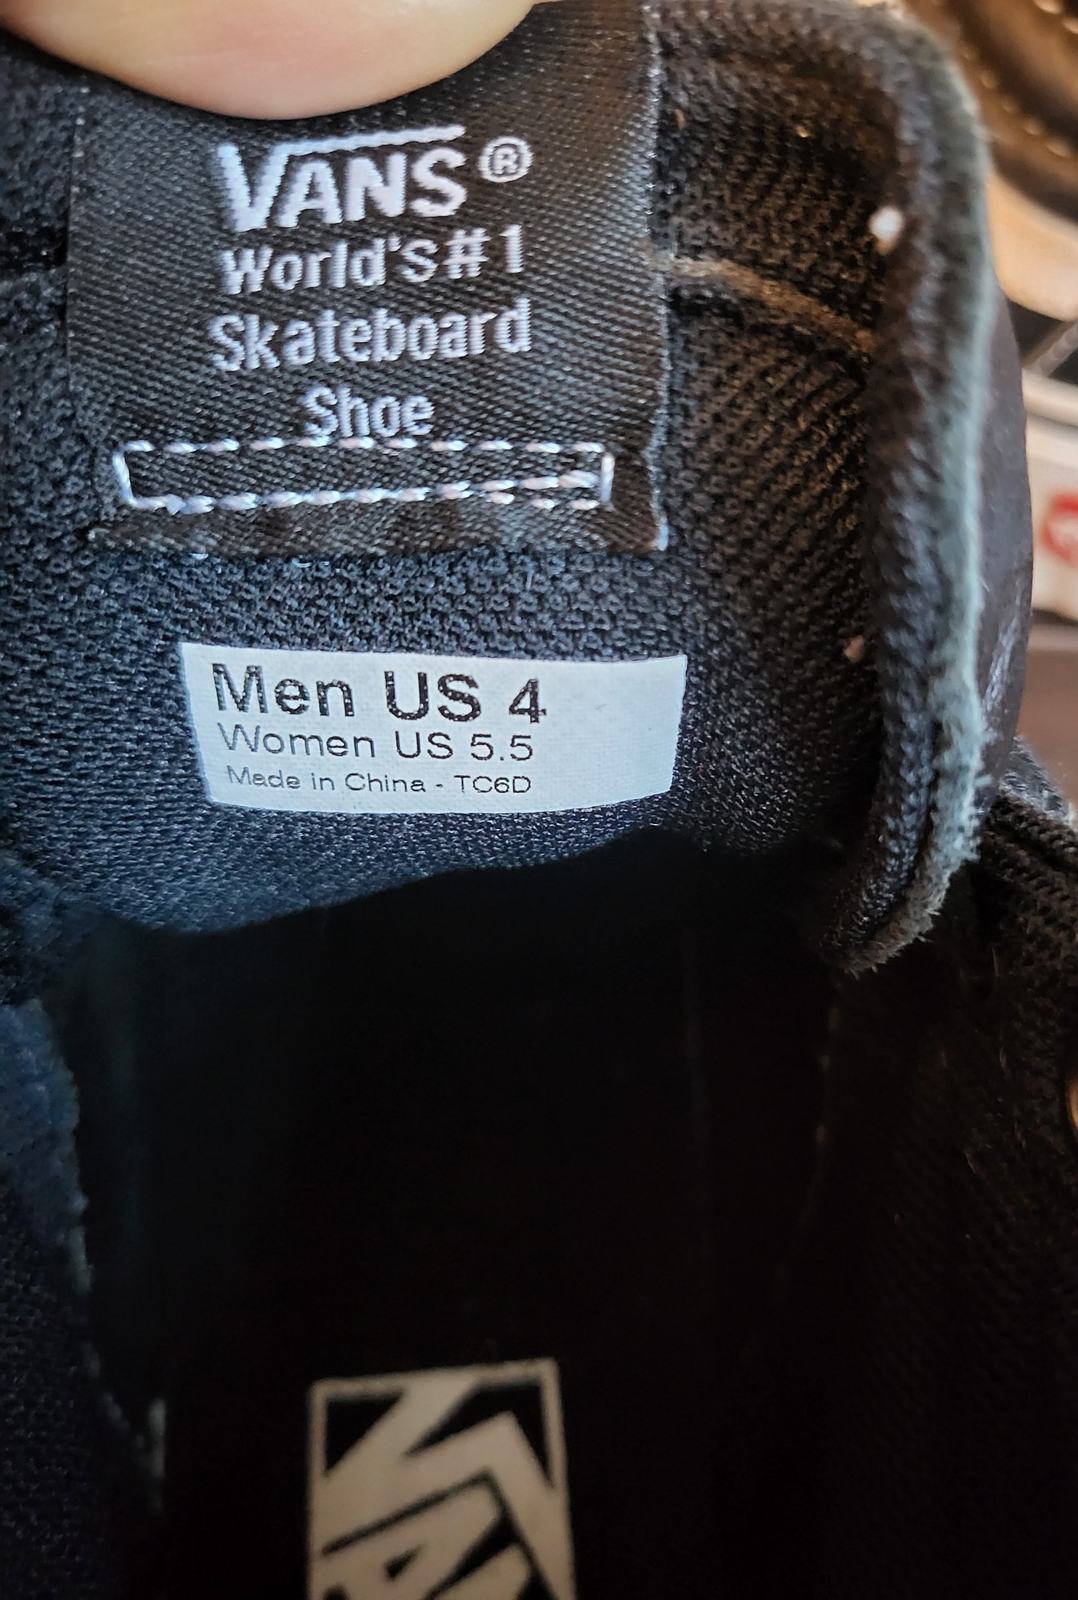 VANS®
World's #1
Skateboard
Shoe
Men US 4
Women US 5.5
Made in China - TC6D